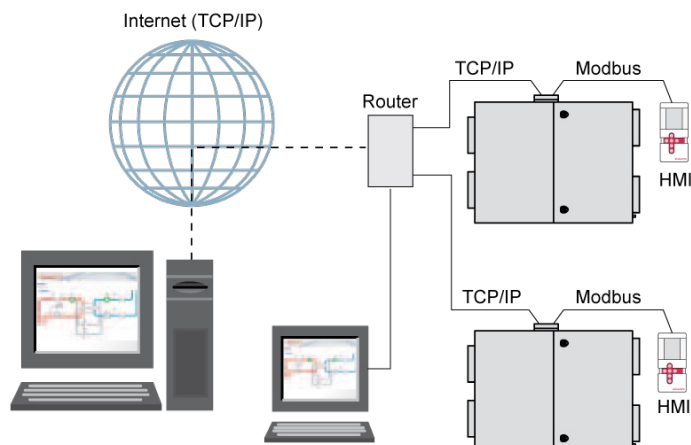 Internet (TCP/IP)
TCP/IP
Modbus
Router
HMI
TCP/IP
Modbus
HMI